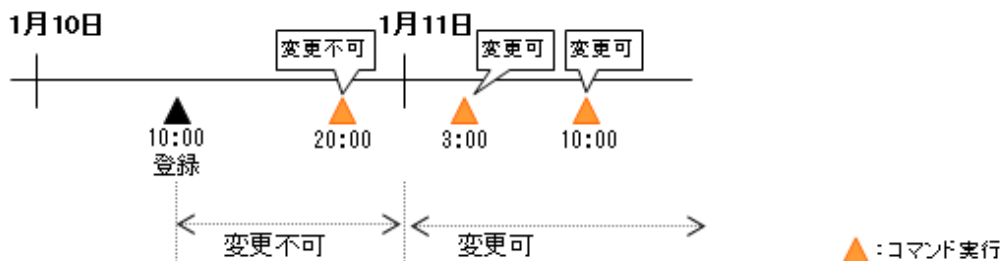 1月10日
1月11日
変更不可
変更可
変更可
10:00
登録
20:00
3:00
10:00
変更不可
変更可
:コマンド実行